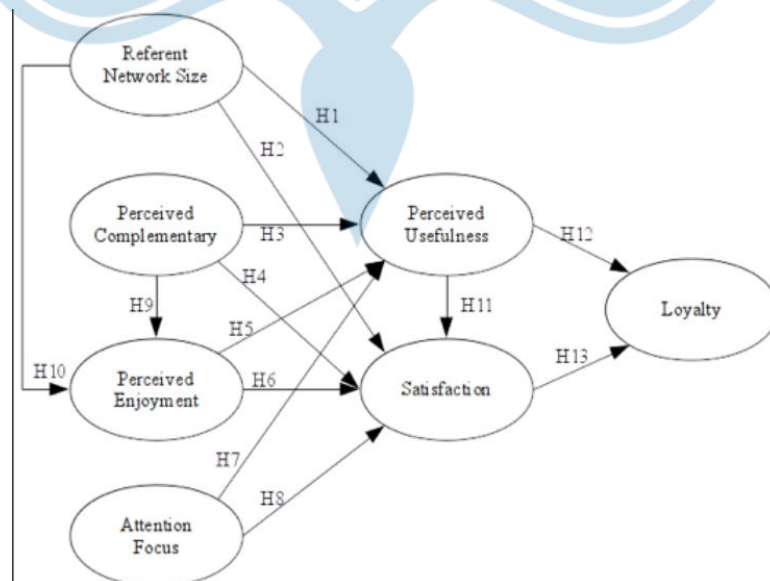 Referent
Network Size
H1
H2
Perceived
Complementary
Perceived
Usefulness
H3
H12
H4
H9
H11
Loyalty
H5
H10
Perceived
Enjoyment
H6
Satisfaction
H13
H7
H8
Attention
Focus